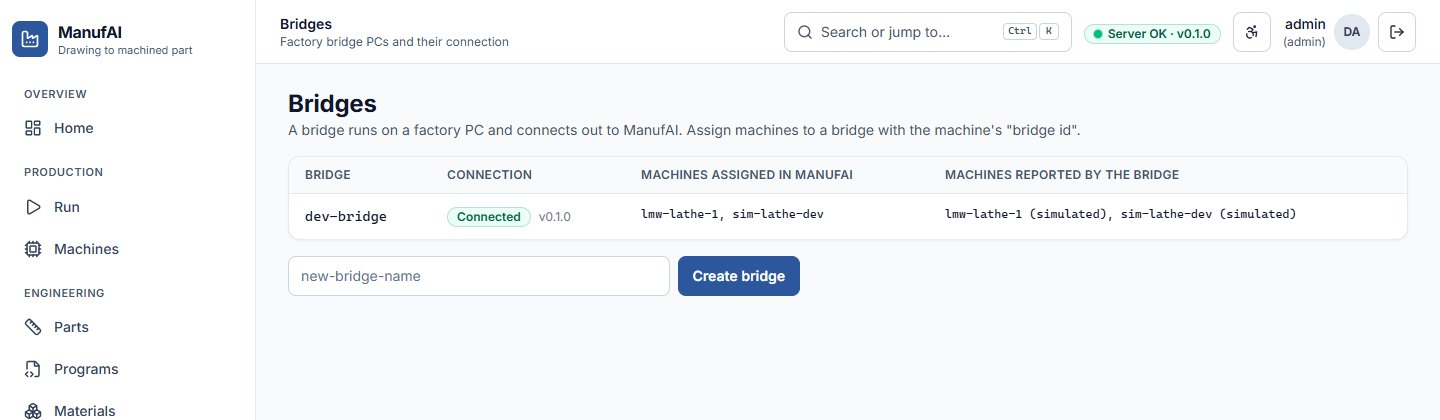 ManufAI
Drawing to machined part
OVERVIEW
Home
PRODUCTION
Run
Machines
ENGINEERING
Parts
Programs
Materials
Bridges
Factory bridge PCs and their connection
Search or jump to...
Ctrl K
Server OK · v0.1.0
admin
(admin)
DA
Bridges
A bridge runs on a factory PC and connects out to ManufAI. Assign machines to a bridge with the machine's "bridge id".
BRIDGE CONNECTION MACHINES ASSIGNED IN MANUFAI MACHINES REPORTED BY THE BRIDGE
dev-bridge Connected v0.1.0 lmw-lathe-1, sim-lathe-dev lmw-lathe-1 (simulated), sim-lathe-dev (simulated)
new-bridge-name
Create bridge